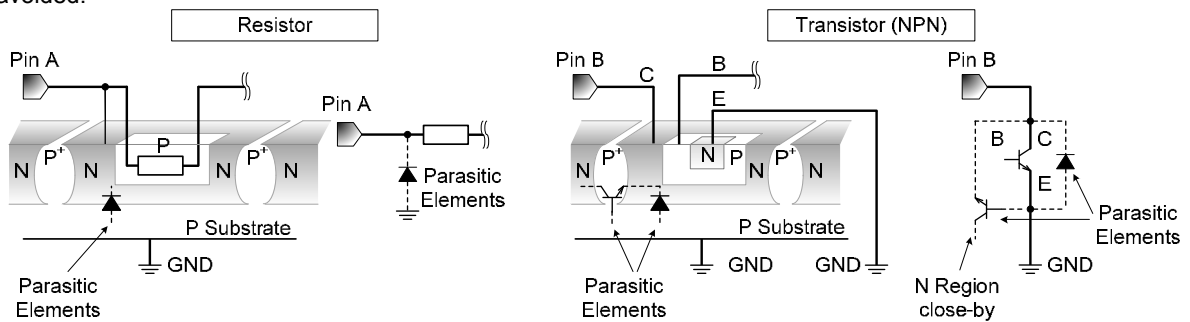 avoided.
Resistor
Transistor (NPN)
Pin A
Pin A
N P+ N P N P+ N
Parasitic
Elements
P Substrate
GND
Parasitic
Elements
Pin B
C
B
E
N P+ N N P N P+ N
P Substrate
GND
GND
Parasitic
Elements
Pin B
B
C
E
Parasitic
Elements
GND
N Region
close-by